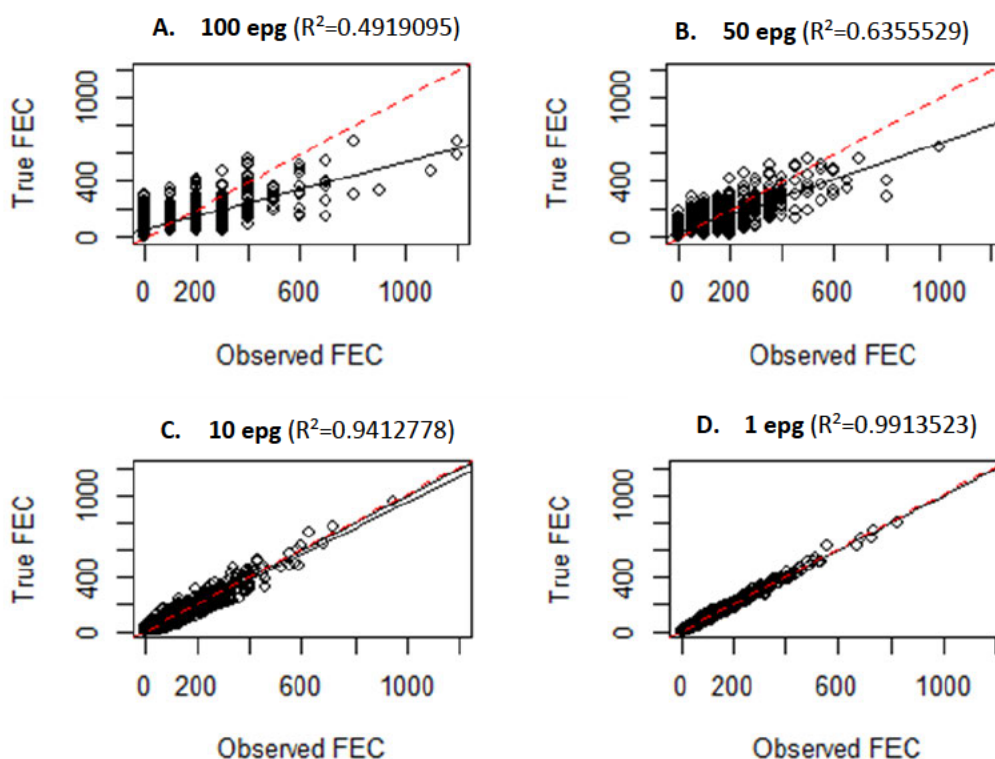 A. 100 epg (R²=0.4919095)
True FEC
0 400 1000
0 200 600 1000
Observed FEC
B. 50 epg (R²=0.6355529)
True FEC
0 400 1000
0 200 600 1000
Observed FEC
C. 10 epg (R²=0.9412778)
True FEC
0 400 1000
0 200 600 1000
Observed FEC
D. 1 epg (R²=0.9913523)
True FEC
0 400 1000
0 200 600 1000
Observed FEC